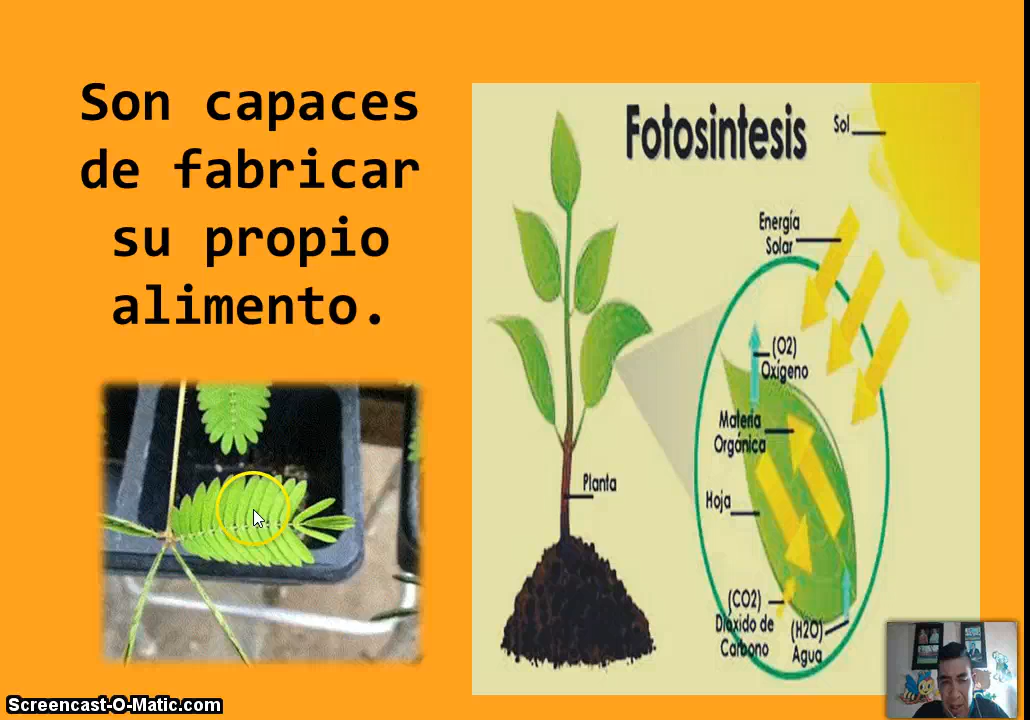 Son capaces
de fabricar
su propio
alimento.
Fotosintesis
Sol
Energía
Solar
(O2)
Oxígeno
Materia
Orgánica
Planta
Hoja
(CO2)
Dióxido de
Carbono
(H2O)
Agua
Screencast-O-Matic.com